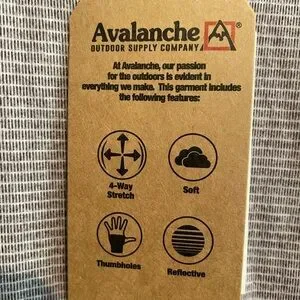 Avalanche ®
OUTDOOR SUPPLY COMPANY
At Avalanche, our passion
for the outdoors is evident in
everything we make. This garment includes
the following features:
4-Way
Stretch
Soft
Thumbholes
Reflective